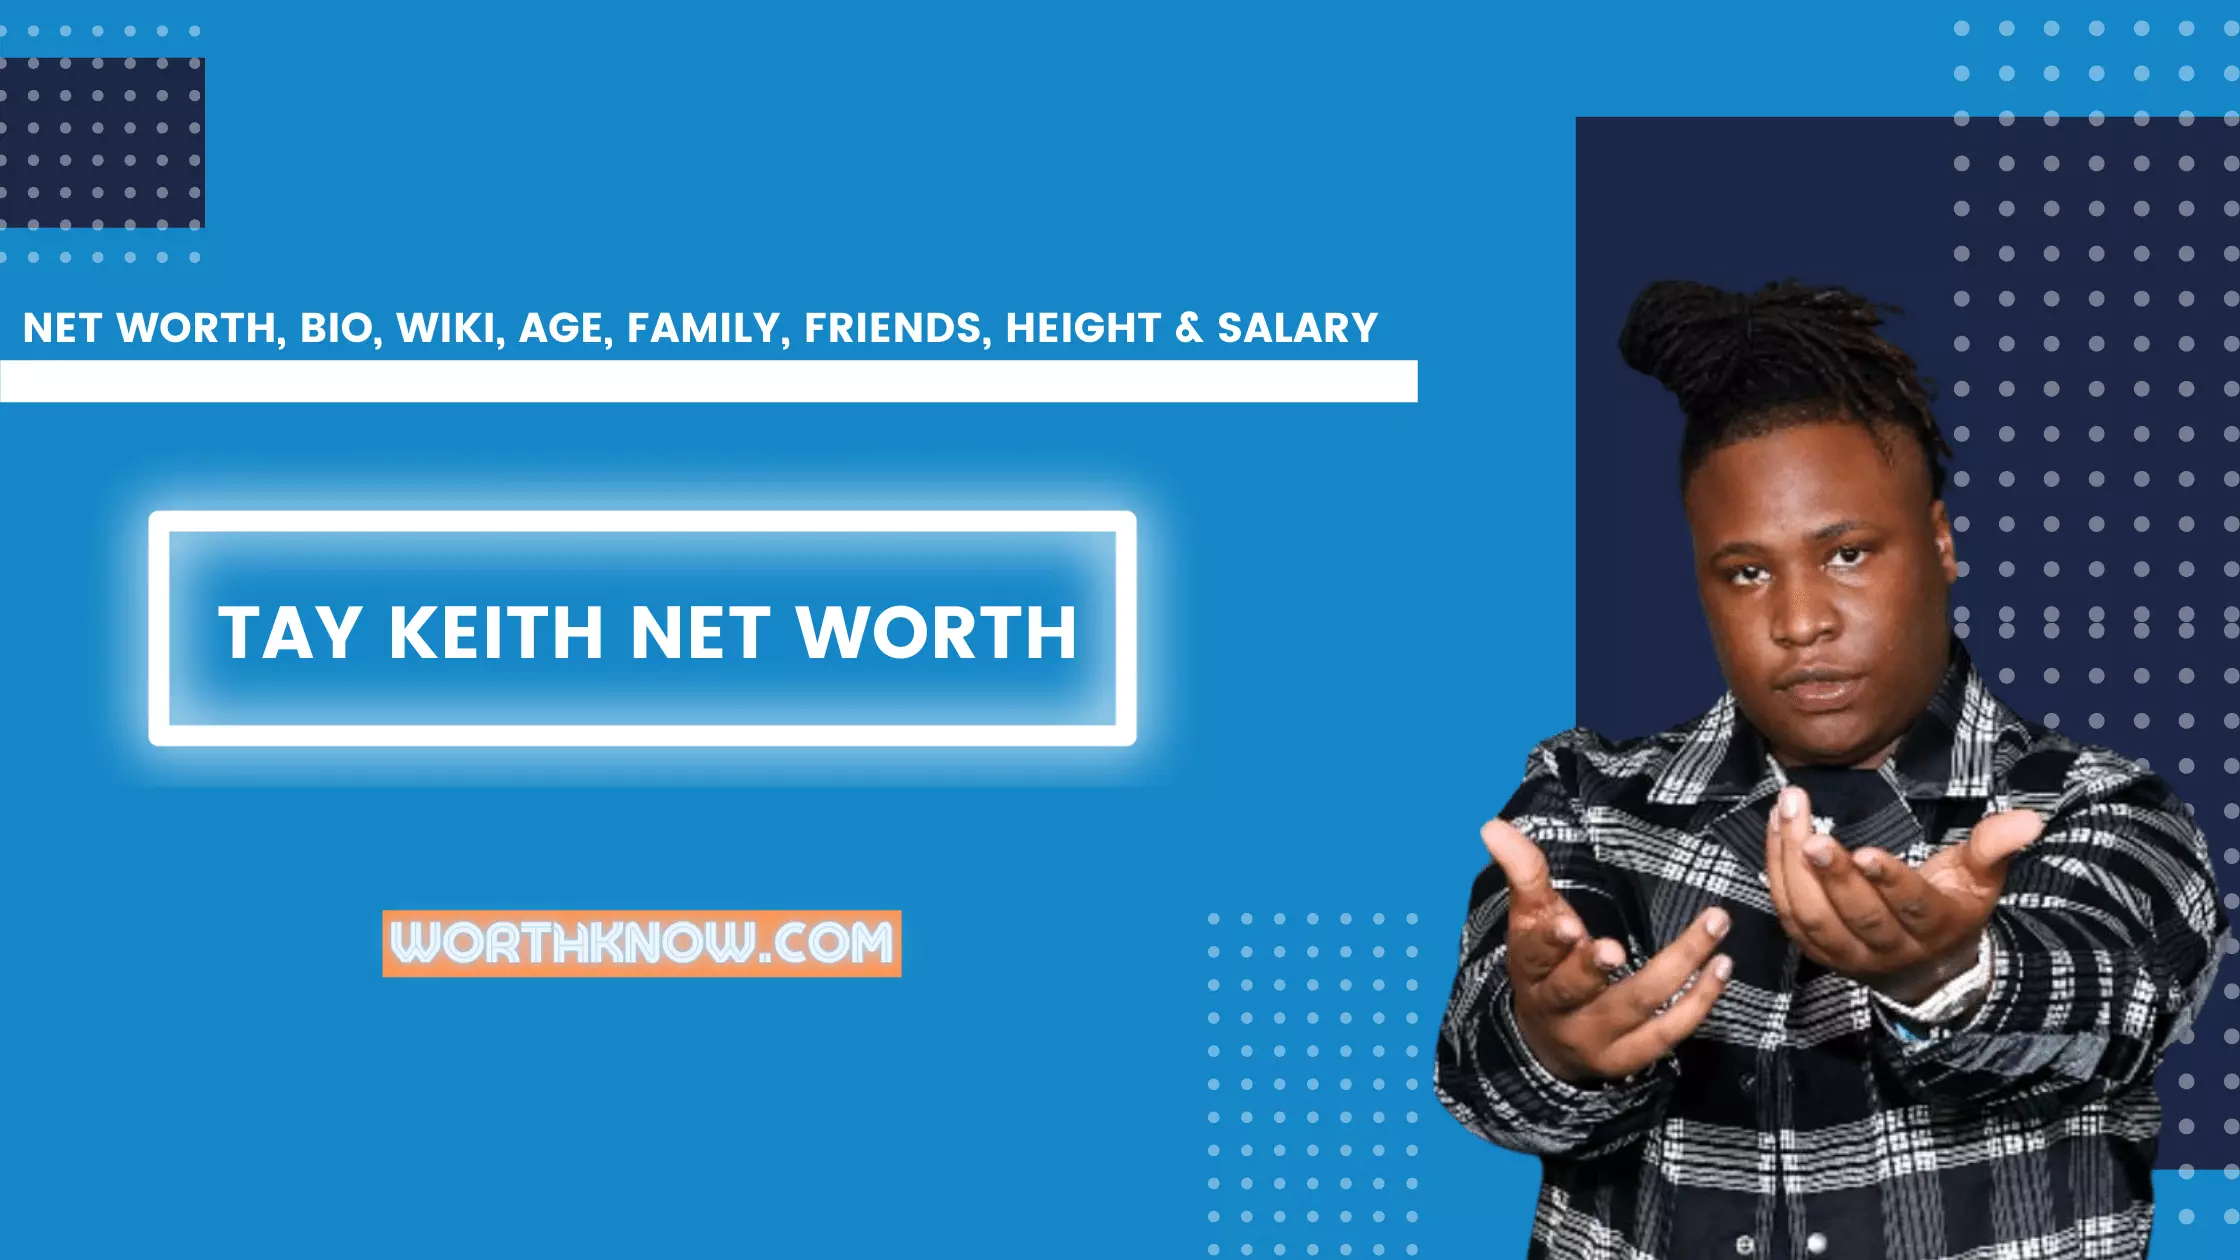 NET WORTH, BIO, WIKI, AGE, FAMILY, FRIENDS, HEIGHT & SALARY
TAY KEITH NET WORTH
WORTHKNOW.COM